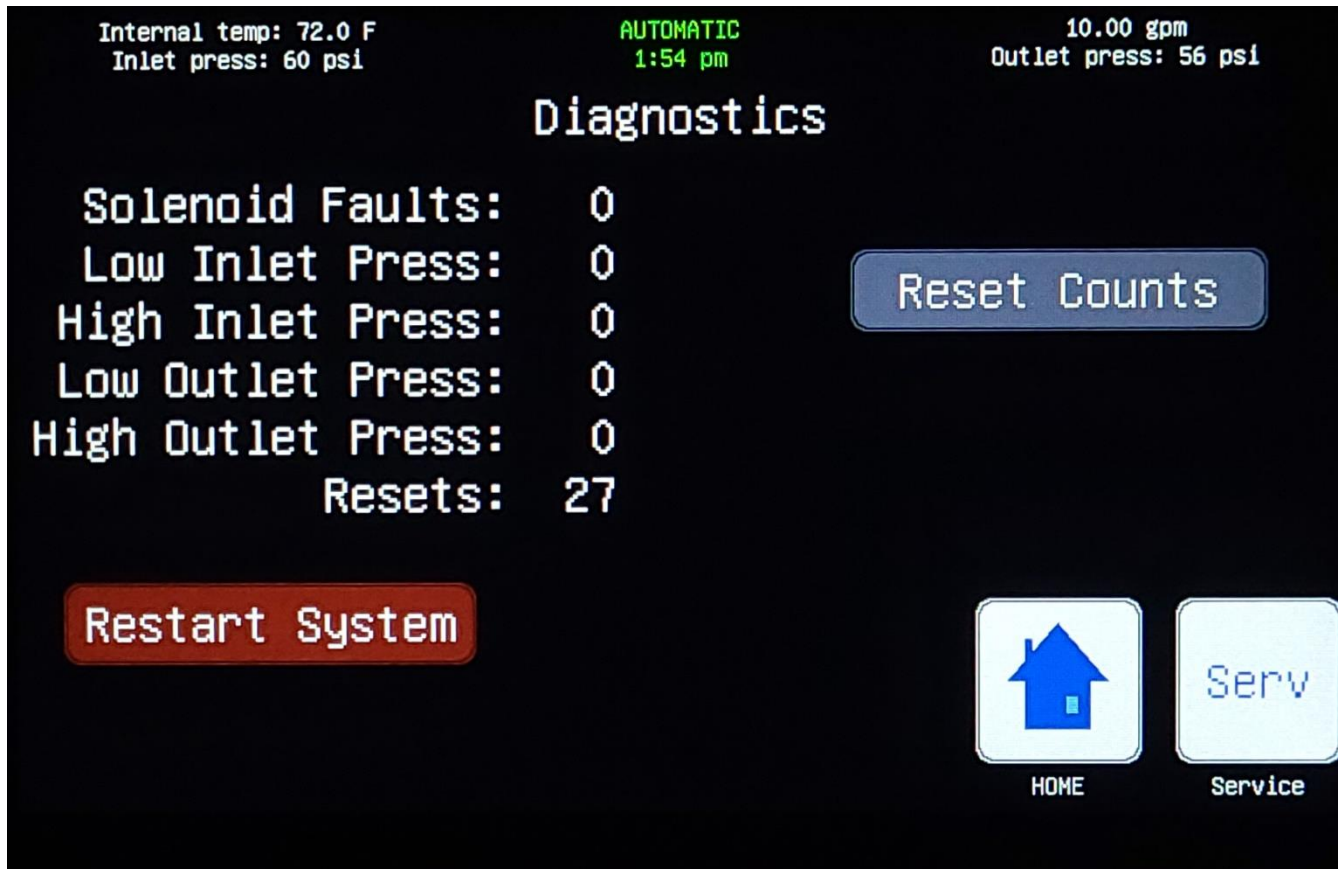 Internal temp: 72.0 F
Inlet press: 60 psi
AUTOMATIC
1:54 pm
10.00 gpm
Outlet press: 56 psi
Diagnostics
Solenoid Faults: 0
Low Inlet Press: 0
High Inlet Press: 0
Low Outlet Press: 0
High Outlet Press: 0
Resets: 27
Reset Counts
Restart System
Serv
HOME
Service